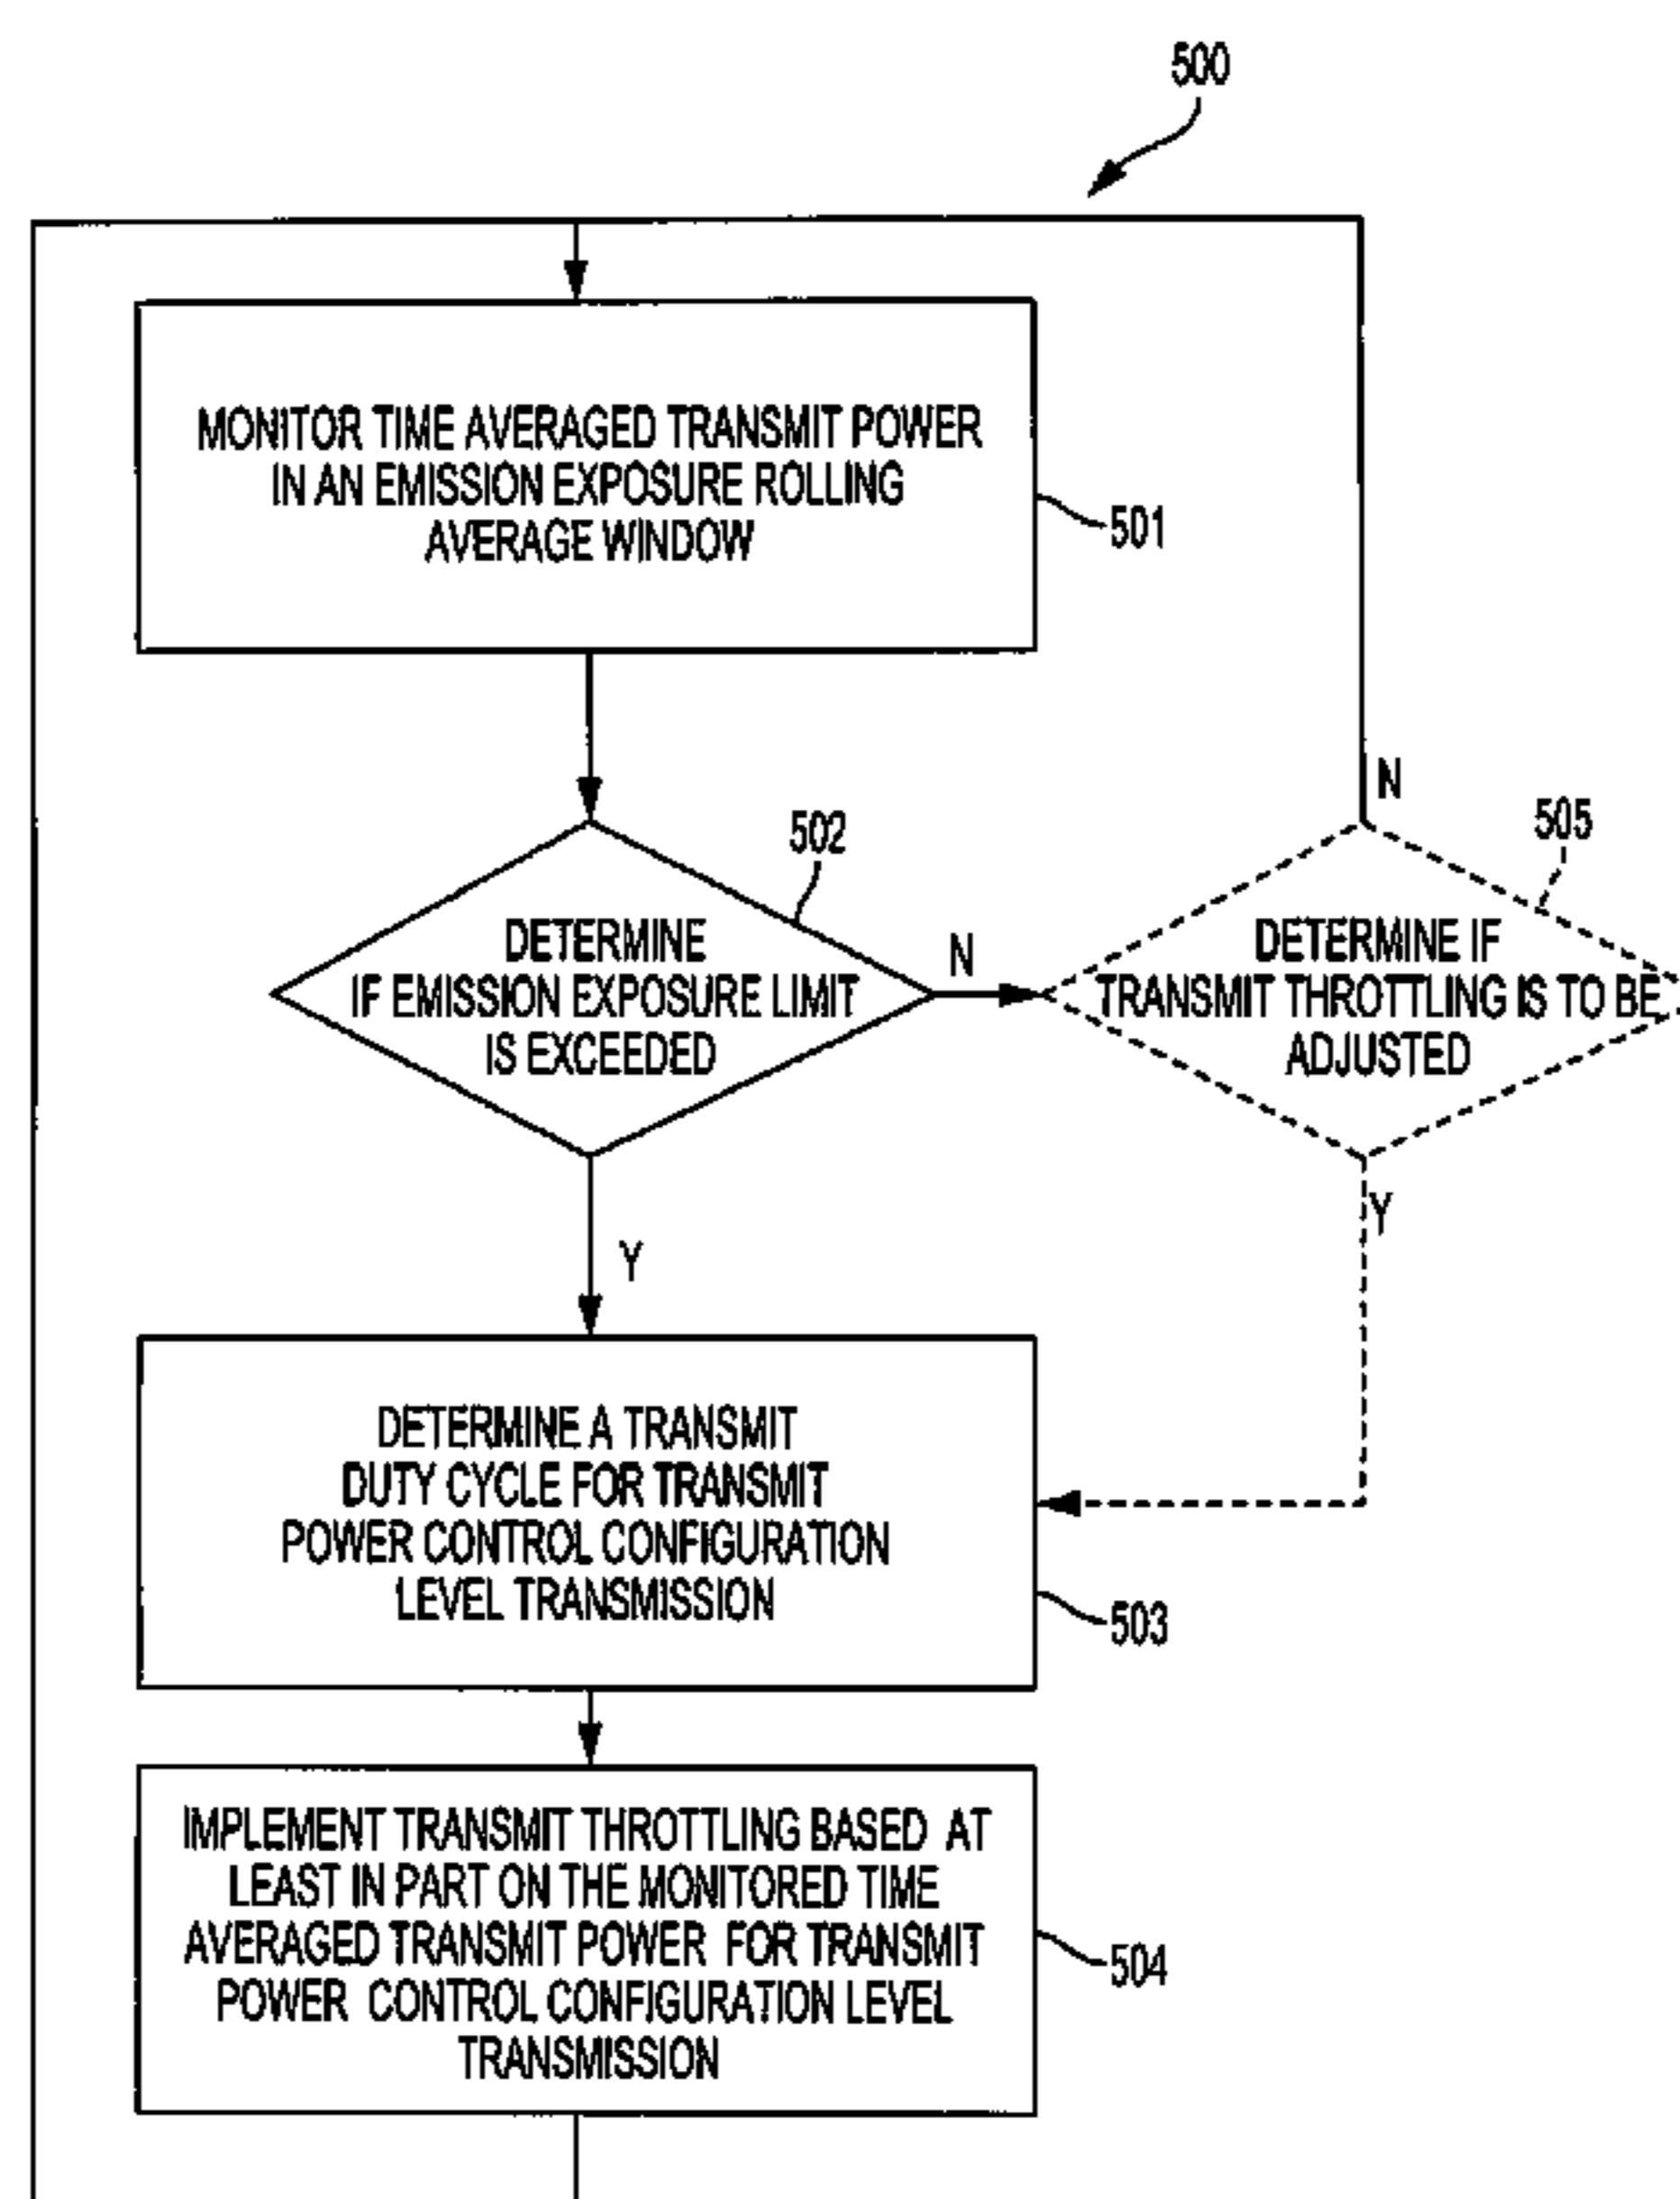 500
MONITOR TIME AVERAGED TRANSMIT POWER
IN AN EMISSION EXPOSURE ROLLING
AVERAGE WINDOW
501
N
505
502
DETERMINE
IF EMISSION EXPOSURE LIMIT
IS EXCEEDED
N
DETERMINE IF
TRANSMIT THROTTLING IS TO BE
ADJUSTED
Y
Y
DETERMINE A TRANSMIT
DUTY CYCLE FOR TRANSMIT
POWER CONTROL CONFIGURATION
LEVEL TRANSMISSION
503
IMPLEMENT TRANSMIT THROTTLING BASED AT
LEAST IN PART ON THE MONITORED TIME
AVERAGED TRANSMIT POWER FOR TRANSMIT
POWER CONTROL CONFIGURATION LEVEL
TRANSMISSION
504